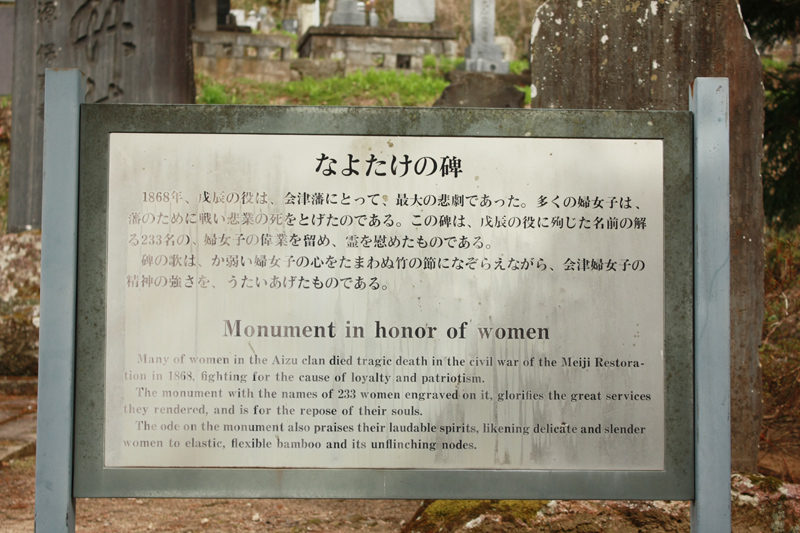 なよたけの碑
1868年、戊辰の役は、会津藩にとって、最大の悲劇であった。多くの婦女子は、
藩のために戦い悲業の死をとげたのである。この碑は、戊辰の役に殉じた名前の解
る233名の、婦女子の偉業を留め、霊を慰めたものである。
碑の歌は、か弱い婦女子の心をたまわぬ竹の節になぞらえながら、会津婦女子の
精神の強さを、うたいあげたものである。
Monument in honor of women
Many of women in the Aizu clan died tragic death in the civil war of the Meiji Restora-
tion in 1868, fighting for the cause of loyalty and patriotism.
The monument with the names of 233 women engraved on it, glorifies the great services
they rendered, and is for the repose of their souls.
The ode on the monument also praises their laudable spirits, likening delicate and slender
women to elastic, flexible bamboo and its unflinching nodes.